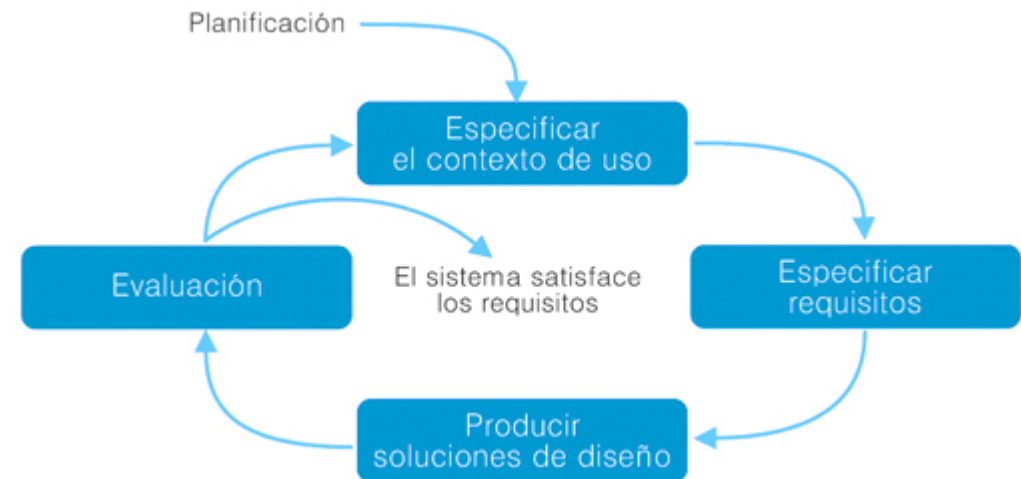 Planificación
Especificar
el contexto de uso
Evaluación
El sistema satisface
los requisitos
Especificar
requisitos
Producir
soluciones de diseño